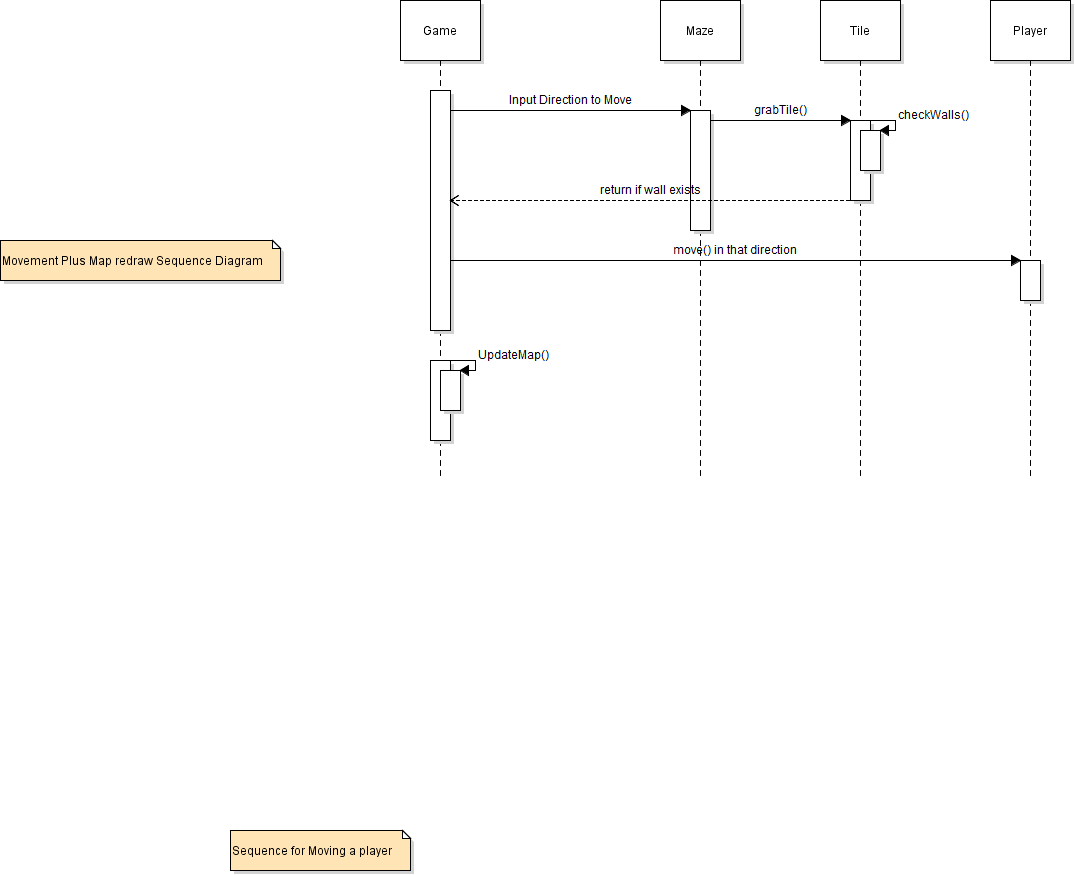 Game
Maze
Tile
Player
Input Direction to Move
grabTile()
checkWalls()
return if wall exists
move() in that direction
Movement Plus Map redraw Sequence Diagram
UpdateMap()
Sequence for Moving a player